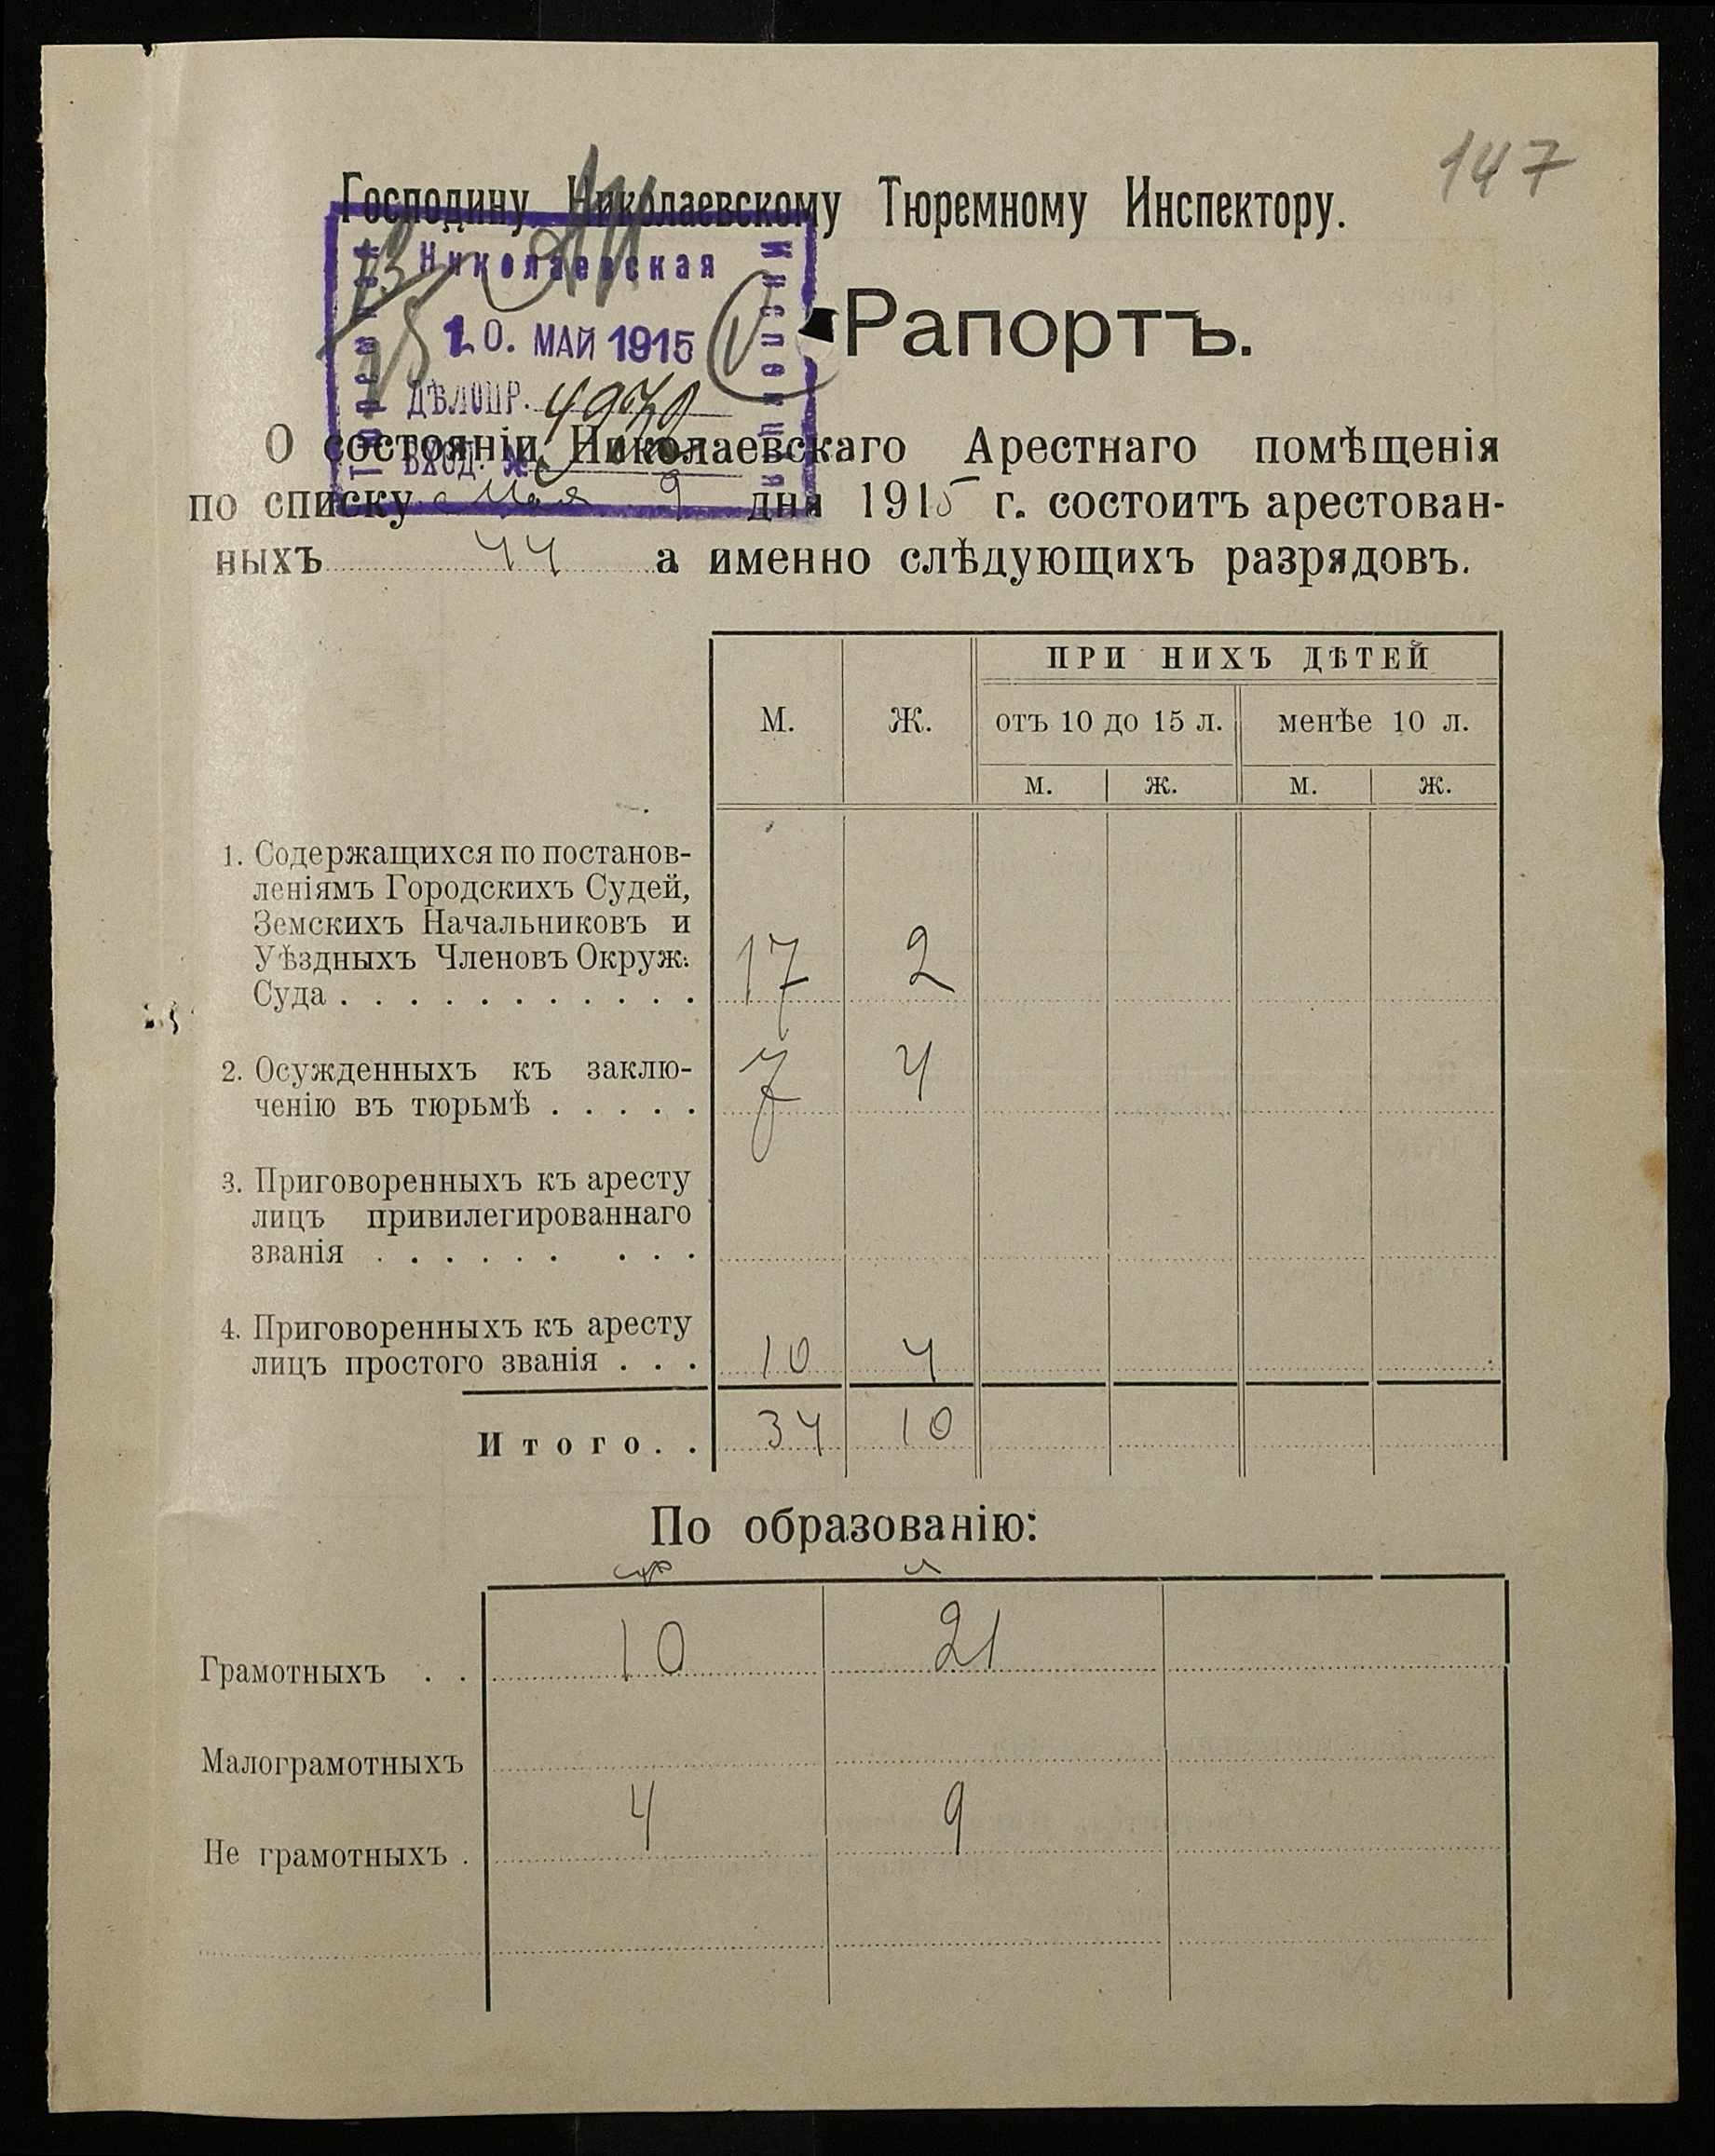 147
Господину Николаевскому Тюремному Инспектору.
Николаевская
Тюремная
Инспекція
10. МАЙ 1915
ДѢЛОПР.
ВХОД. №
Рапортъ.
О состояніи Николаевскаго Арестнаго помѣщенія
по списку Мая 9 дня 1915 г. состоитъ арестован-
ныхъ 44 а именно слѣдующихъ разрядовъ.
М. Ж. ПРИ НИХЪ ДѢТЕЙ
отъ 10 до 15 л. менѣе 10 л.
м. ж. м. ж.
1. Содержащихся по постанов-
леніямъ Городскихъ Судей,
Земскихъ Начальниковъ и
Уѣздныхъ Членовъ Окруж.
Суда . . . . . . . . . . . 17 2
2. Осужденныхъ къ заклю-
ченію въ тюрьмѣ . . . . . 7 4
3. Приговоренныхъ къ аресту
лицъ привилегированнаго
званія . . . . . . . . .
4. Приговоренныхъ къ аресту
лицъ простого званія . . . 10 4
Итого. . 34 10
По образованію:
Грамотныхъ . . 10 21
Малограмотныхъ
Не грамотныхъ . 4 9